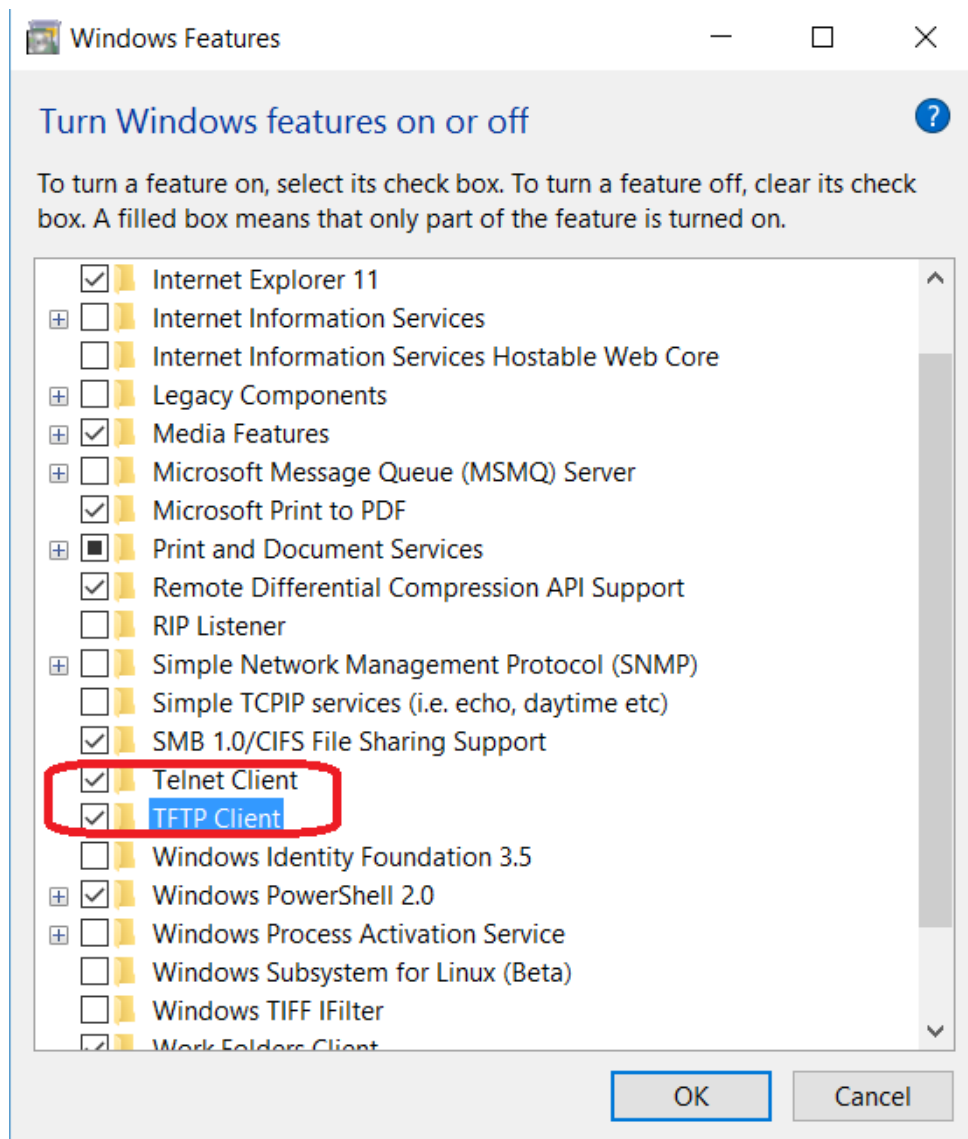 Windows Features
Turn Windows features on or off
?
To turn a feature on, select its check box. To turn a feature off, clear its check
box. A filled box means that only part of the feature is turned on.
Internet Explorer 11
Internet Information Services
Internet Information Services Hostable Web Core
Legacy Components
Media Features
Microsoft Message Queue (MSMQ) Server
Microsoft Print to PDF
Print and Document Services
Remote Differential Compression API Support
RIP Listener
Simple Network Management Protocol (SNMP)
Simple TCPIP services (i.e. echo, daytime etc)
SMB 1.0/CIFS File Sharing Support
Telnet Client
TFTP Client
Windows Identity Foundation 3.5
Windows PowerShell 2.0
Windows Process Activation Service
Windows Subsystem for Linux (Beta)
Windows TIFF IFilter
Work Folders Client
OK Cancel